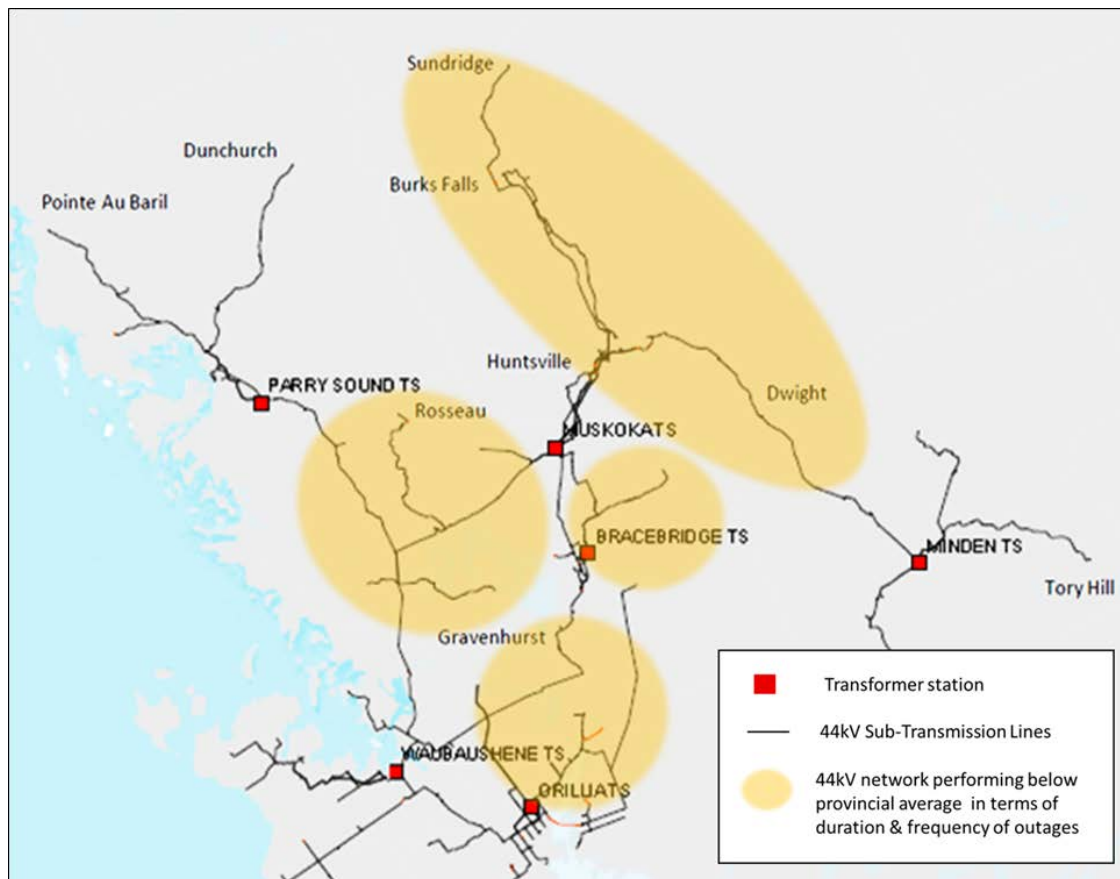 Sundridge
Dunchurch
Burks Falls
Pointe Au Baril
Huntsville
PARRY SOUND TS
Dwight
Rosseau
MUSKOKA TS
BRACEBRIDGE TS
MINDEN TS
Tory Hill
Gravenhurst
WAUBAUSHENE TS
ORILLIA TS
Transformer station
44kV Sub-Transmission Lines
44kV network performing below
provincial average in terms of
duration & frequency of outages